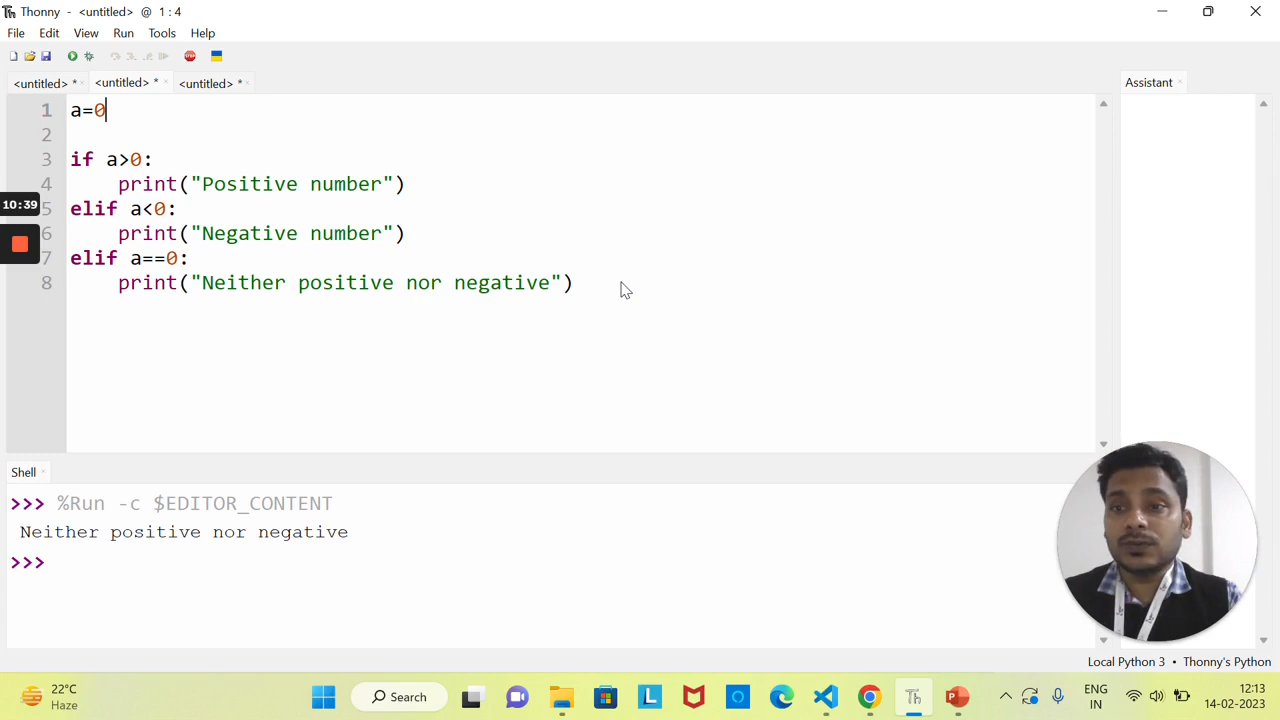 Th Thonny - <untitled> @ 1 : 4
File Edit View Run Tools Help
STOP
<untitled> * × <untitled> * × <untitled> * × Assistant ×
1 a=0
2
3 if a>0:
4 print("Positive number")
10:39
5 elif a<0:
6 print("Negative number")
7 elif a==0:
8 print("Neither positive nor negative")
Shell ×
>>> %Run -c $EDITOR_CONTENT
Neither positive nor negative
>>>
Local Python 3 • Thonny's Python
22°C
Haze
Search
L
O
Th
P
ENG
IN
12:13
14-02-2023